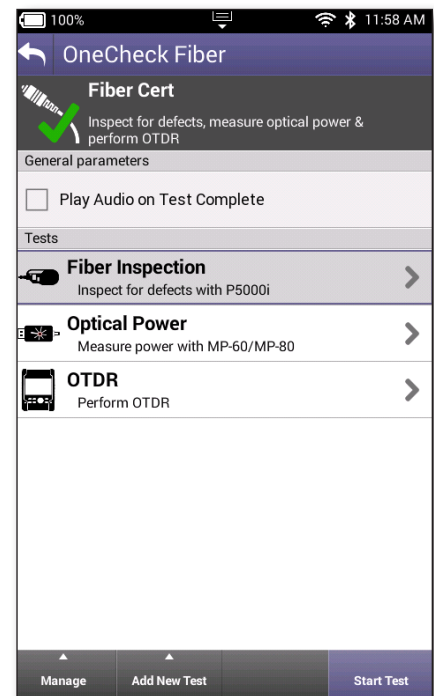 100% 11:58 AM
OneCheck Fiber
Fiber Cert
Inspect for defects, measure optical power &
perform OTDR
General parameters
Play Audio on Test Complete
Tests
Fiber Inspection
Inspect for defects with P5000i
Optical Power
Measure power with MP-60/MP-80
OTDR
Perform OTDR
Manage Add New Test Start Test